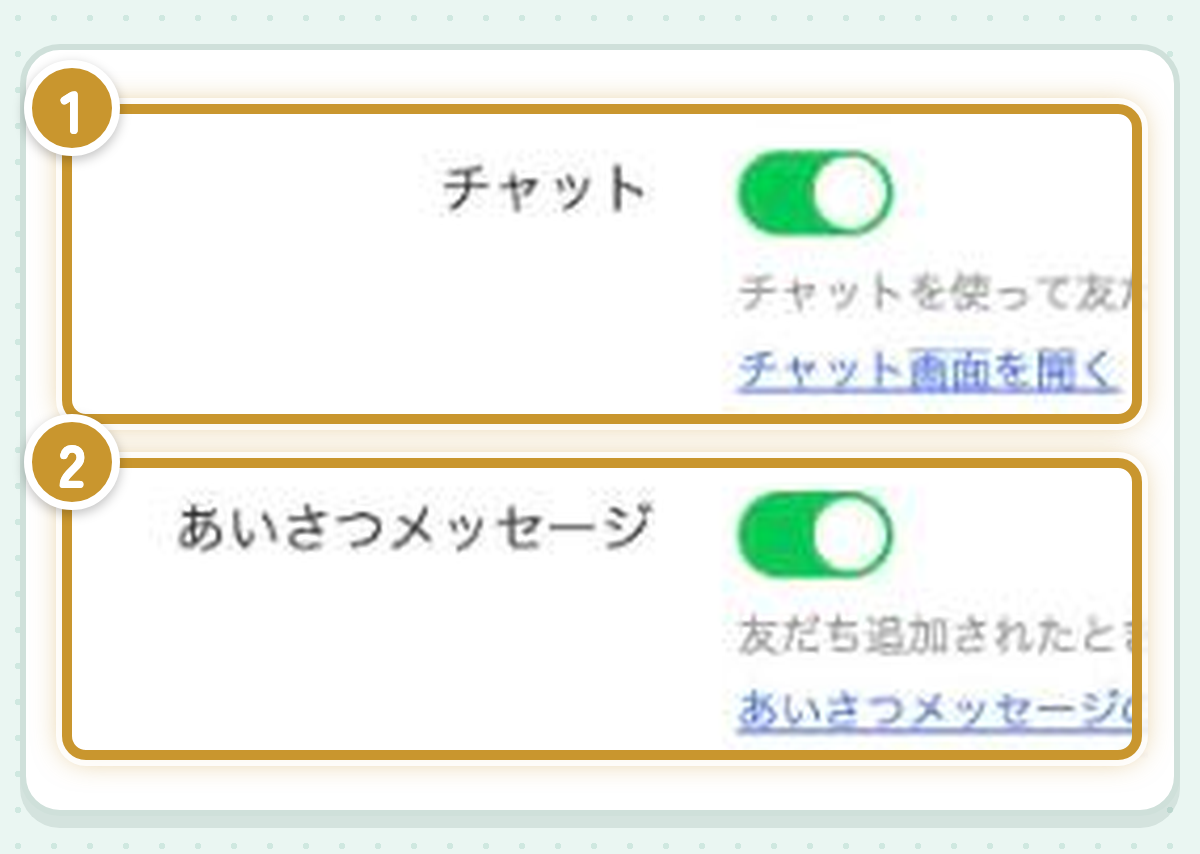 1
チャット
チャットを使って友
チャット画面を開く
2
あいさつメッセージ
友だち追加されたと
あいさつメッセージ